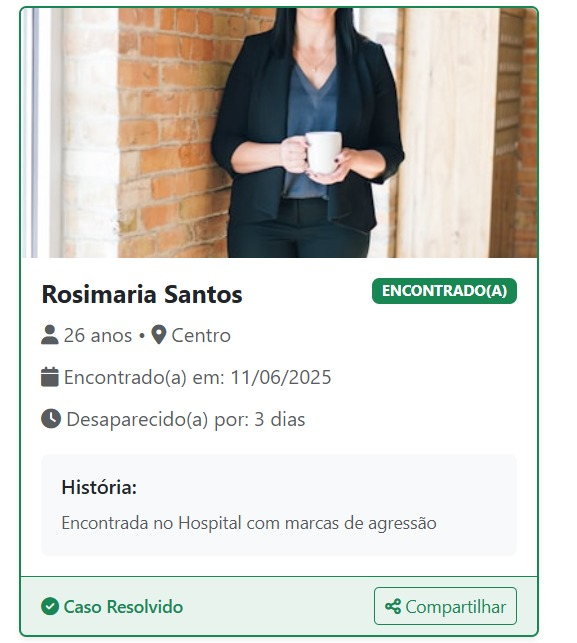 Rosimaria Santos ENCONTRADO(A)
26 anos • Centro
Encontrado(a) em: 11/06/2025
Desaparecido(a) por: 3 dias
História:
Encontrada no Hospital com marcas de agressão
Caso Resolvido Compartilhar